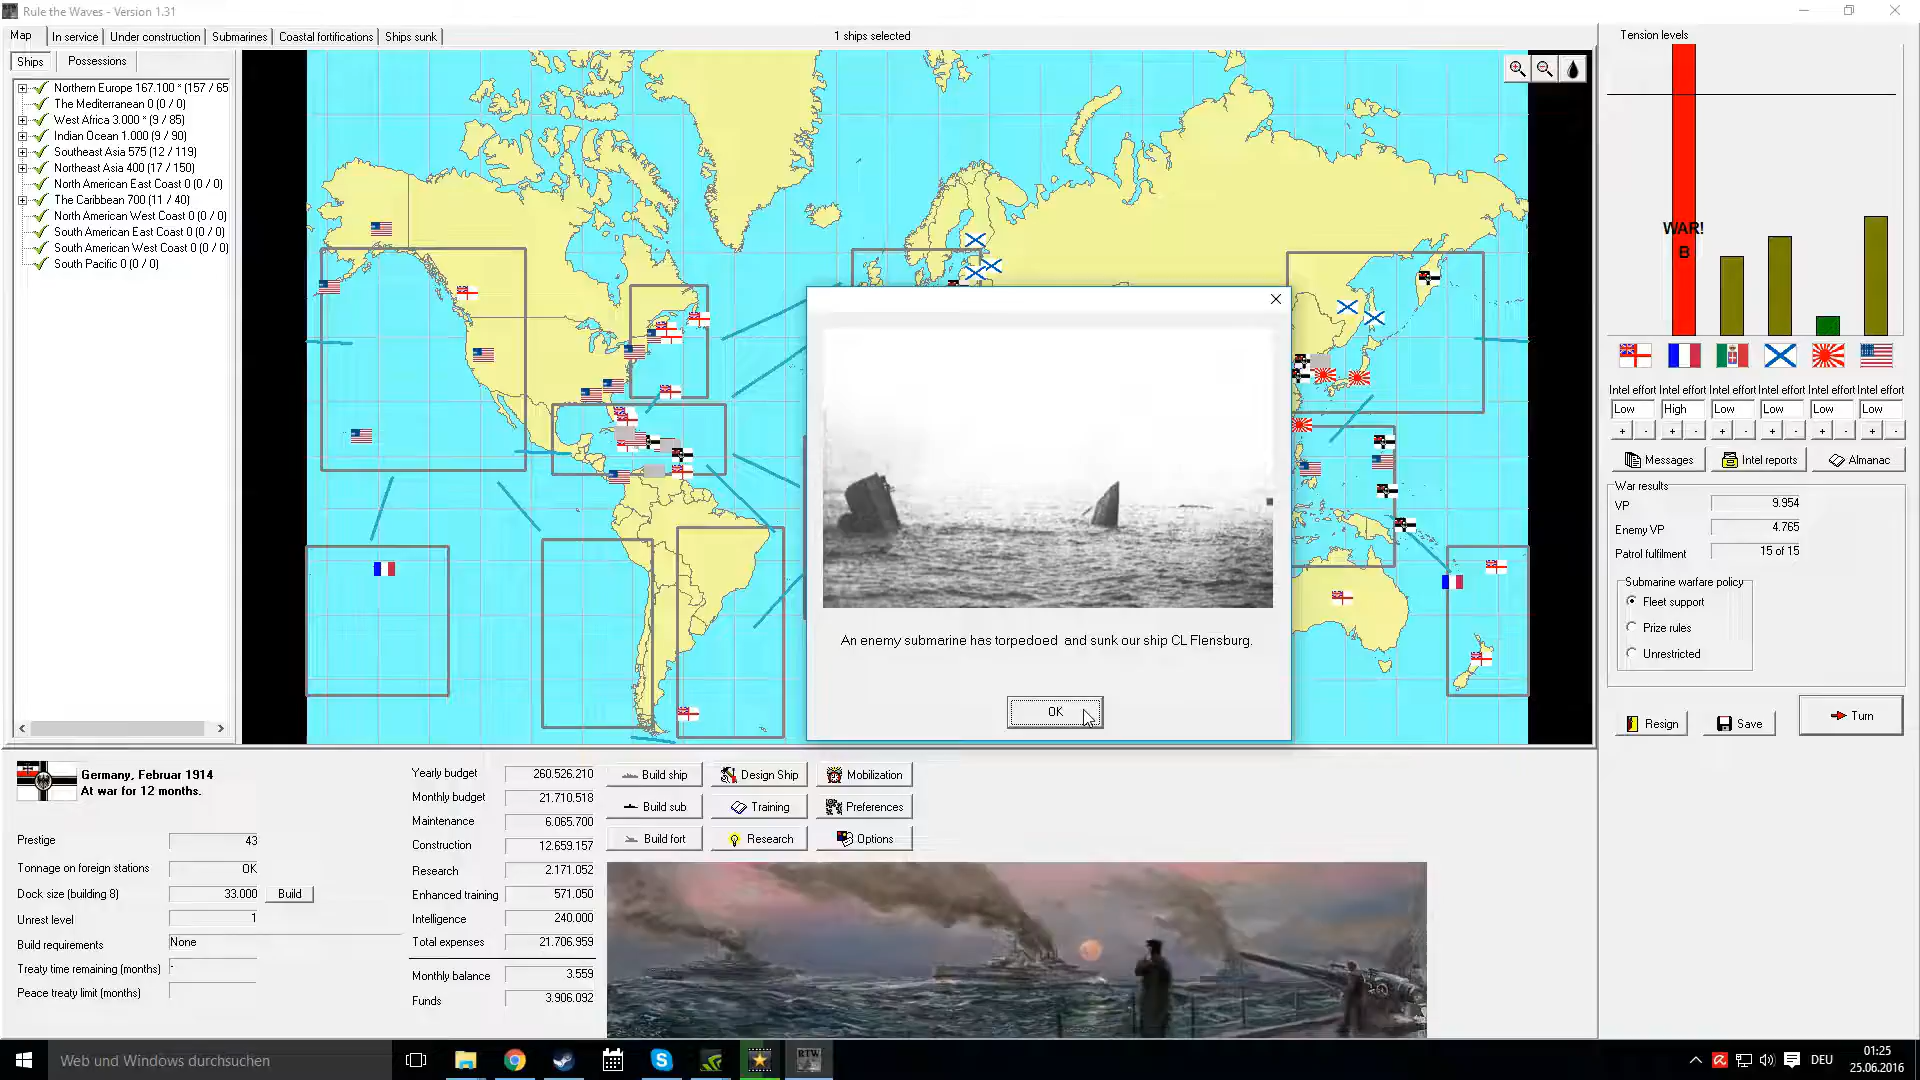 Rule the Waves - Version 1.31
Map
In service
Under construction
Submarines
Coastal fortifications
Ships sunk
1 ships selected
Tension levels
Ships
Possessions
Northern Europe 167.100 * (157 / 65
The Mediterranean 0 (0 / 0)
West Africa 3.000 * (9 / 85)
Indian Ocean 1.000 (9 / 90)
Southeast Asia 575 (12 / 119)
Northeast Asia 400 (17 / 150)
North American East Coast 0 (0 / 0)
The Caribbean 700 (11 / 40)
North American West Coast 0 (0 / 0)
South American East Coast 0 (0 / 0)
South American West Coast 0 (0 / 0)
South Pacific 0 (0 / 0)
WAR!
B
Intel effort Intel effort Intel effort Intel effort Intel effort Intel effort
Low High Low Low Low Low
+ - + - + - + - + - + -
Messages
Intel reports
Almanac
War results
VP 9.954
Enemy VP 4.765
Patrol fulfilment 15 of 15
Submarine warfare policy
Fleet support
Prize rules
Unrestricted
An enemy submarine has torpedoed and sunk our ship CL Flensburg.
OK
Resign
Save
Turn
Germany, Februar 1914
At war for 12 months.
Prestige 43
Tonnage on foreign stations OK
Dock size (building 8) 33.000 Build
Unrest level 1
Build requirements None
Treaty time remaining (months) -
Peace treaty limit (months)
Yearly budget 260.526.210
Monthly budget 21.710.518
Maintenance 6.065.700
Construction 12.659.157
Research 2.171.052
Enhanced training 571.050
Intelligence 240.000
Total expenses 21.706.959
Monthly balance 3.559
Funds 3.906.092
Build ship
Design Ship
Mobilization
Build sub
Training
Preferences
Build fort
Research
Options
Web und Windows durchsuchen
RTW
DEU
01:25
25.06.2016